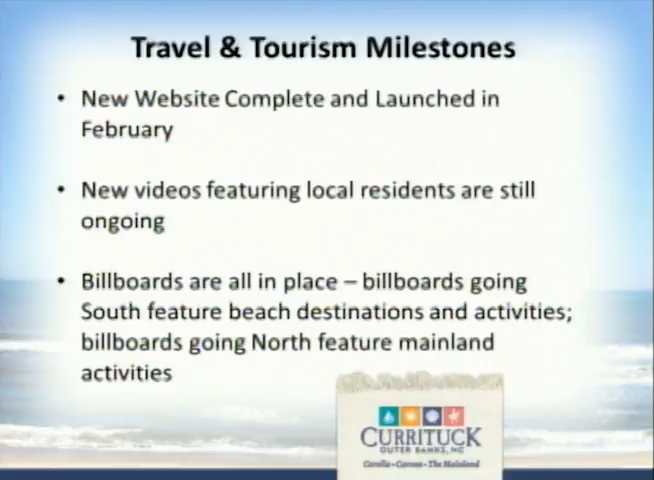 Travel & Tourism Milestones
• New Website Complete and Launched in
February
• New videos featuring local residents are still
ongoing
• Billboards are all in place – billboards going
South feature beach destinations and activities;
billboards going North feature mainland
activities
CURRITUCK
OUTER BANKS, NC
Corolla • Carova • The Mainland